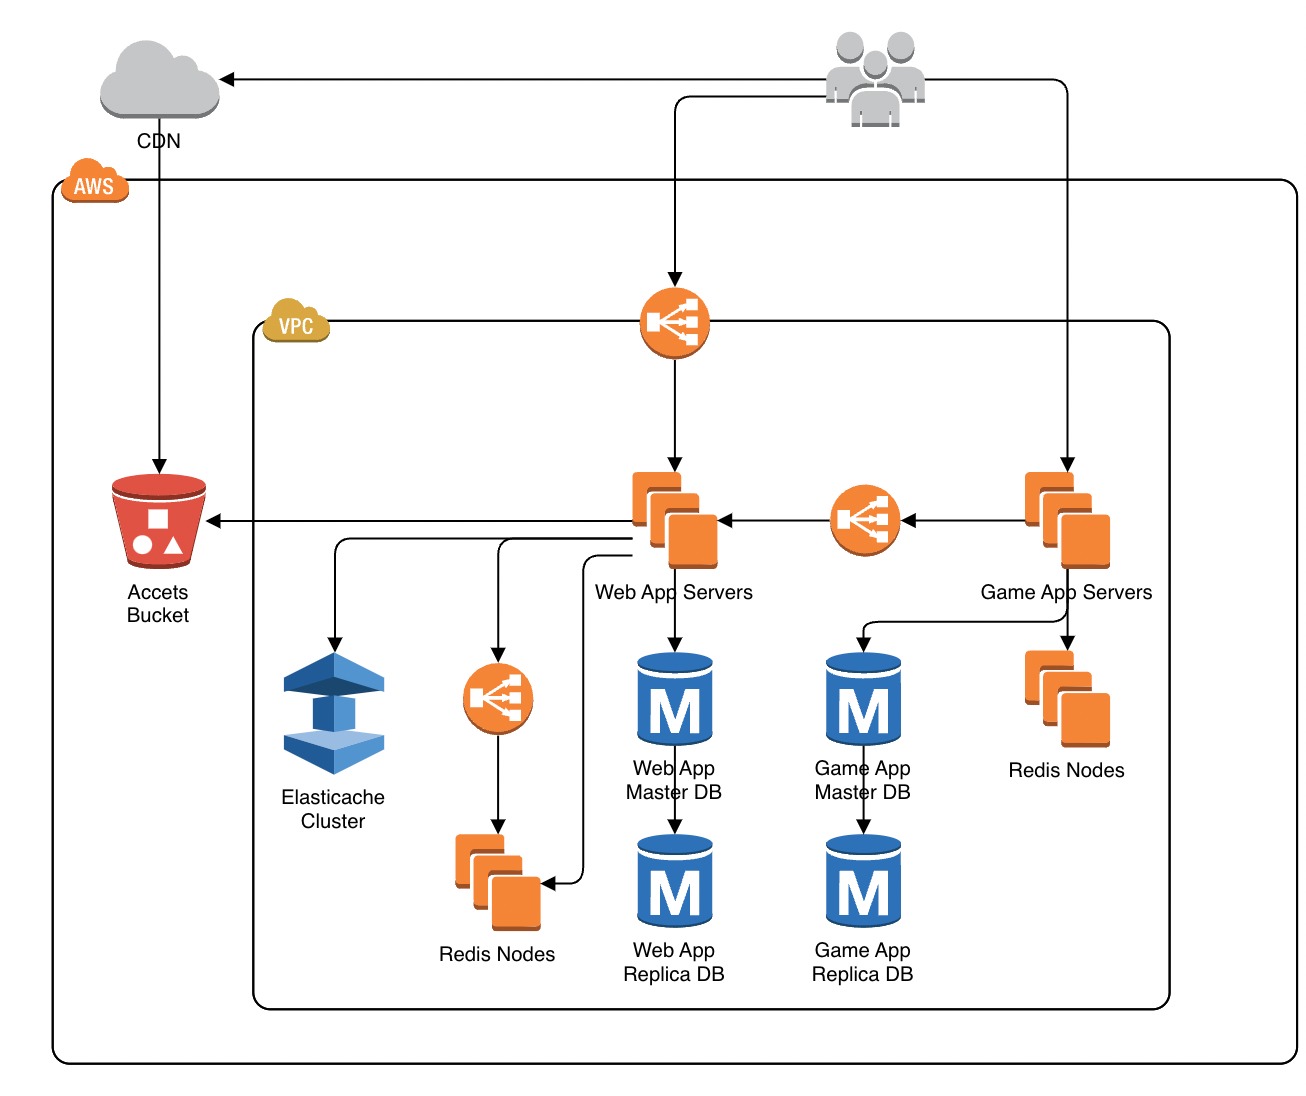 CDN
AWS
VPC
Accets
Bucket
Web App Servers
Game App Servers
Elasticache
Cluster
M
M
Web App
Master DB
Game App
Master DB
Redis Nodes
M
M
Redis Nodes
Web App
Replica DB
Game App
Replica DB